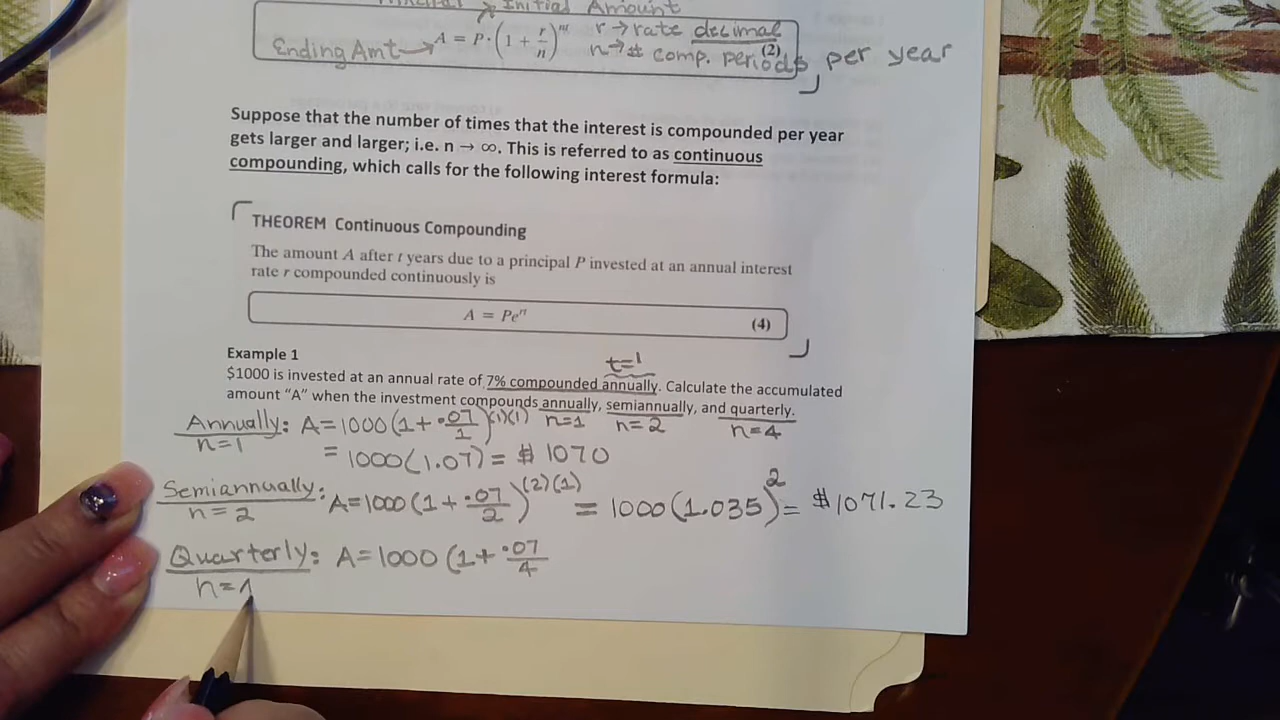 Initial Amount
A = P · (1 + r/n)^nt r → rate decimal
Ending Amt → n → # comp. periods per year
(2)
Suppose that the number of times that the interest is compounded per year
gets larger and larger; i.e. n → ∞. This is referred to as continuous
compounding, which calls for the following interest formula:
THEOREM Continuous Compounding
The amount A after t years due to a principal P invested at an annual interest
rate r compounded continuously is
A = Pe^rt (4)
Example 1
t=1
$1000 is invested at an annual rate of 7% compounded annually. Calculate the accumulated
amount "A" when the investment compounds annually, semiannually, and quarterly.
n=1 n=2 n=4
Annually: A=1000(1+.07/1)^(1)(1)
n=1
= 1000(1.07) = $1070
Semiannually: A=1000(1+.07/2)^(2)(1) = 1000(1.035)^2 = $1071.23
n=2
Quarterly: A=1000(1+.07/4
n=